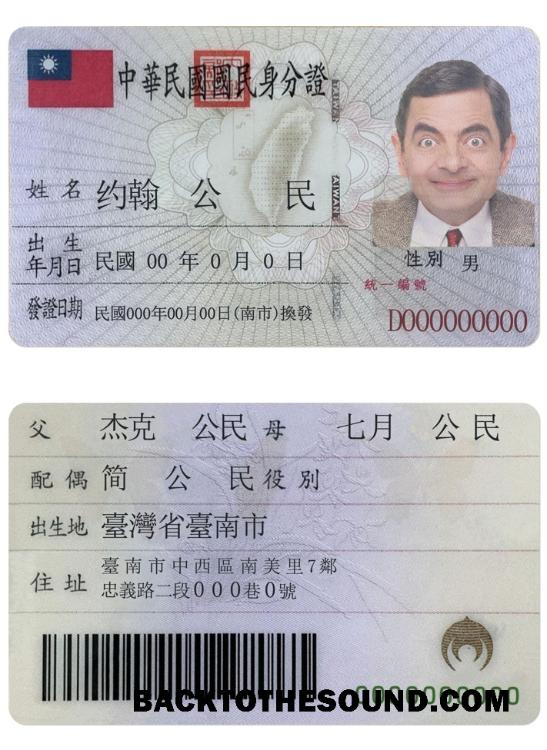 中華民國國民身分證
姓名 约翰 公 民
出生年月日 民國 00 年 0 月 0 日
性別 男
統一編號
發證日期 民國000年00月00日(南市)換發
D000000000
TAIWAN
父 杰克 公民 母 七月 公民
配偶 简 公 民 役別
出生地 臺灣省臺南市
住址 臺南市中西區南美里7鄰
忠義路二段000巷0號
0000000000
BACKTOTHESOUND.COM